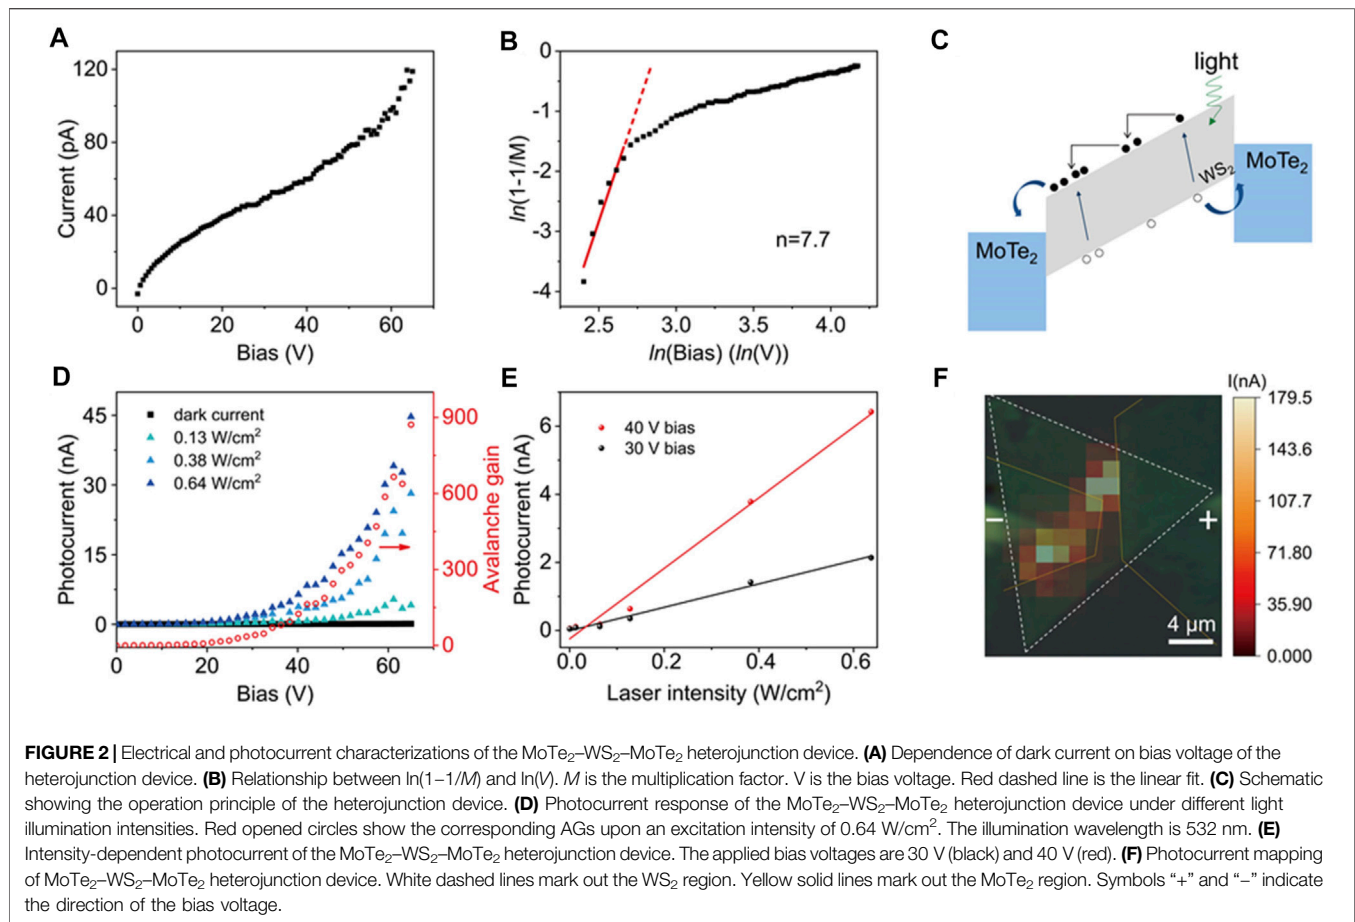 A
120
80
40
0
Current (pA)
0
20
40
60
Bias (V)
B
0
-1
-2
-3
-4
ln(1-1/M)
n=7.7
2.5
3.0
3.5
4.0
ln(Bias) (ln(V))
C
light
MoTe₂
WS₂
MoTe₂
D
45
30
15
0
Photocurrent (nA)
dark current
0.13 W/cm²
0.38 W/cm²
0.64 W/cm²
900
600
300
0
Avalanche gain
0
20
40
60
Bias (V)
E
6
4
2
0
Photocurrent (nA)
40 V bias
30 V bias
0.0
0.2
0.4
0.6
Laser intensity (W/cm²)
F
I(nA)
179.5
143.6
107.7
71.80
35.90
0.000
−
+
4 μm
FIGURE 2 | Electrical and photocurrent characterizations of the MoTe₂–WS₂–MoTe₂ heterojunction device. (A) Dependence of dark current on bias voltage of the
heterojunction device. (B) Relationship between ln(1−1/M) and ln(V). M is the multiplication factor. V is the bias voltage. Red dashed line is the linear fit. (C) Schematic
showing the operation principle of the heterojunction device. (D) Photocurrent response of the MoTe₂–WS₂–MoTe₂ heterojunction device under different light
illumination intensities. Red opened circles show the corresponding AGs upon an excitation intensity of 0.64 W/cm². The illumination wavelength is 532 nm. (E)
Intensity-dependent photocurrent of the MoTe₂–WS₂–MoTe₂ heterojunction device. The applied bias voltages are 30 V (black) and 40 V (red). (F) Photocurrent mapping
of MoTe₂–WS₂–MoTe₂ heterojunction device. White dashed lines mark out the WS₂ region. Yellow solid lines mark out the MoTe₂ region. Symbols “+” and “−” indicate
the direction of the bias voltage.